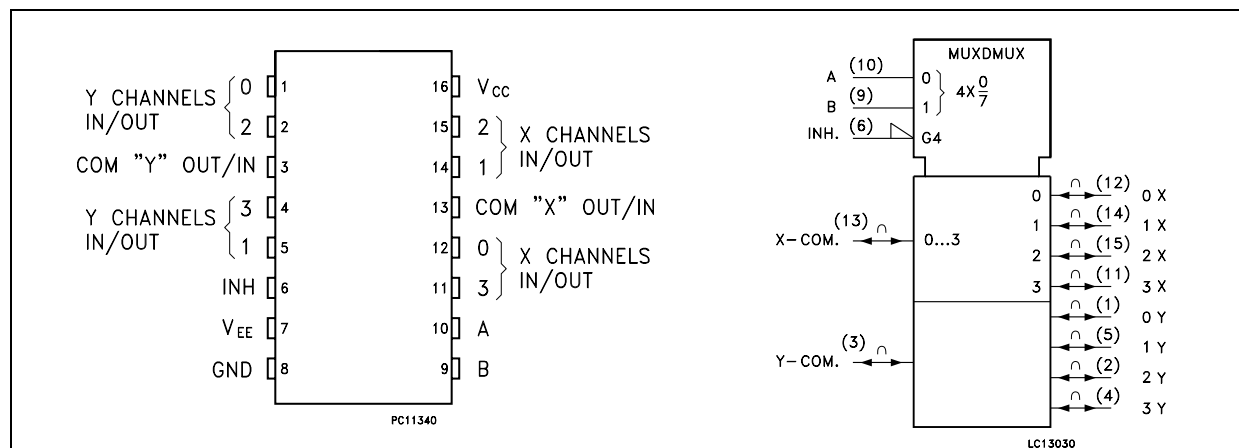 Y CHANNELS
IN/OUT
0
2
COM "Y" OUT/IN
Y CHANNELS
IN/OUT
3
1
INH
VEE
GND
1
2
3
4
5
6
7
8
16
15
14
13
12
11
10
9
VCC
2
1
X CHANNELS
IN/OUT
COM "X" OUT/IN
0
3
X CHANNELS
IN/OUT
A
B
PC11340
MUXDMUX
A (10) 0
B (9) 1
4X 0/7
INH. (6) G4
X-COM. (13) ∩ 0...3
0 ∩ (12) 0 X
1 ∩ (14) 1 X
2 ∩ (15) 2 X
3 ∩ (11) 3 X
∩ (1) 0 Y
∩ (5) 1 Y
Y-COM. (3) ∩
∩ (2) 2 Y
∩ (4) 3 Y
LC13030